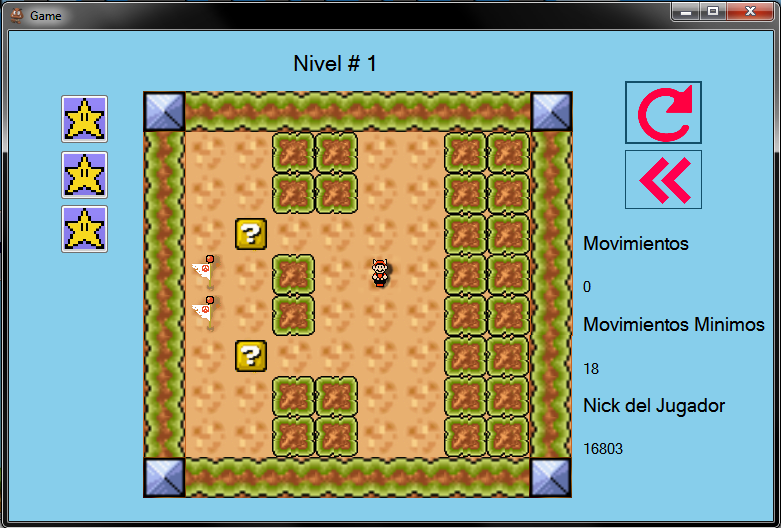 Game
Nivel # 1
?
?
Movimientos
0
Movimientos Minimos
18
Nick del Jugador
16803